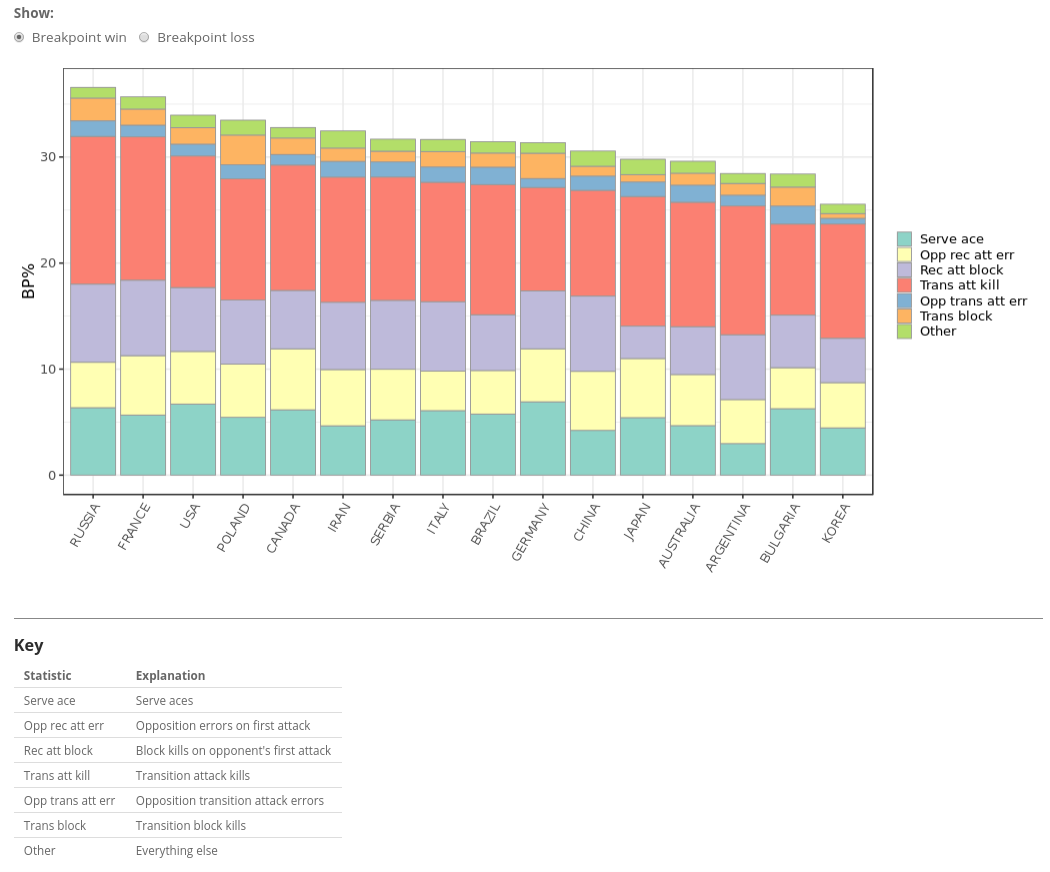 Show:
Breakpoint win Breakpoint loss
BP%
30
20
10
0
RUSSIA
FRANCE
USA
POLAND
CANADA
IRAN
SERBIA
ITALY
BRAZIL
GERMANY
CHINA
JAPAN
AUSTRALIA
ARGENTINA
BULGARIA
KOREA
Serve ace
Opp rec att err
Rec att block
Trans att kill
Opp trans att err
Trans block
Other
Key
Statistic Explanation
Serve ace Serve aces
Opp rec att err Opposition errors on first attack
Rec att block Block kills on opponent's first attack
Trans att kill Transition attack kills
Opp trans att err Opposition transition attack errors
Trans block Transition block kills
Other Everything else